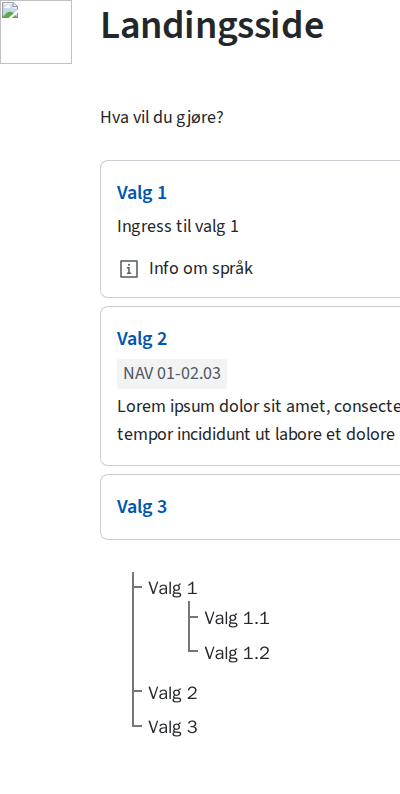 Landingsside
Hva vil du gjøre?
Valg 1
Ingress til valg 1
Info om språk
Valg 2
NAV 01-02.03
Lorem ipsum dolor sit amet, consecte
tempor incididunt ut labore et dolore
Valg 3
Valg 1
Valg 1.1
Valg 1.2
Valg 2
Valg 3